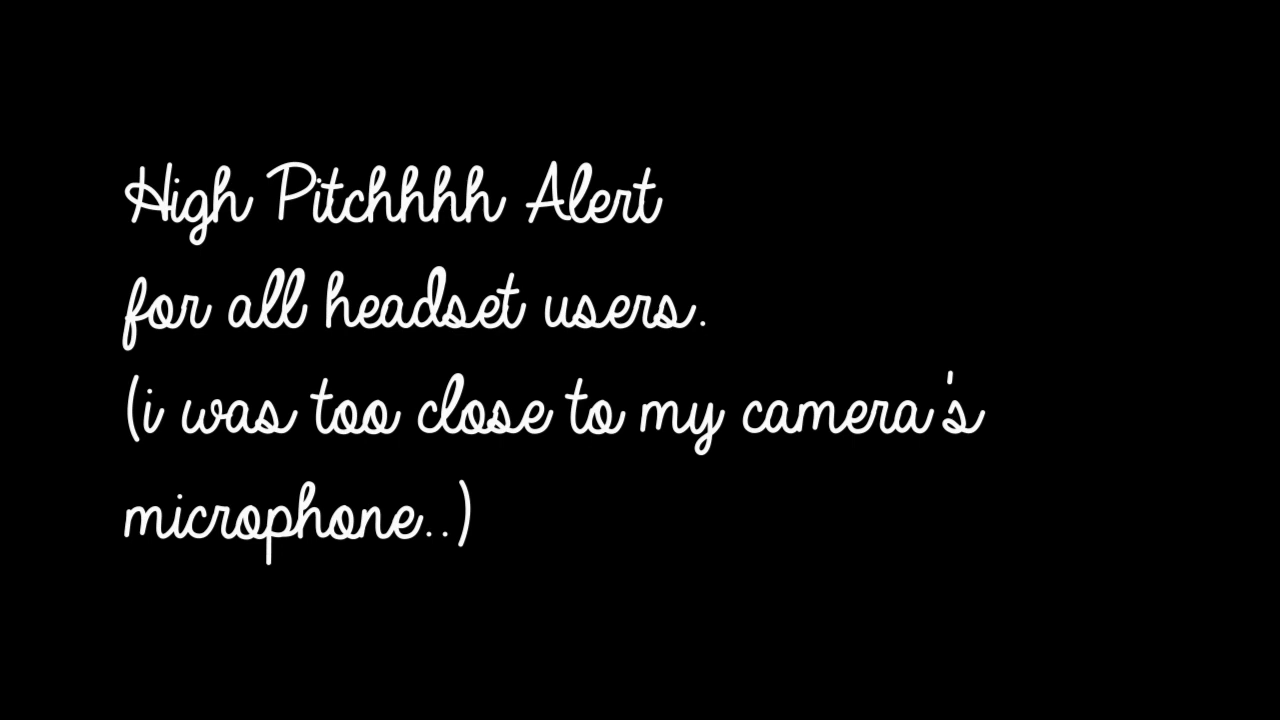 High Pitchhhh Alert
for all headset users.
(i was too close to my camera's
microphone..)